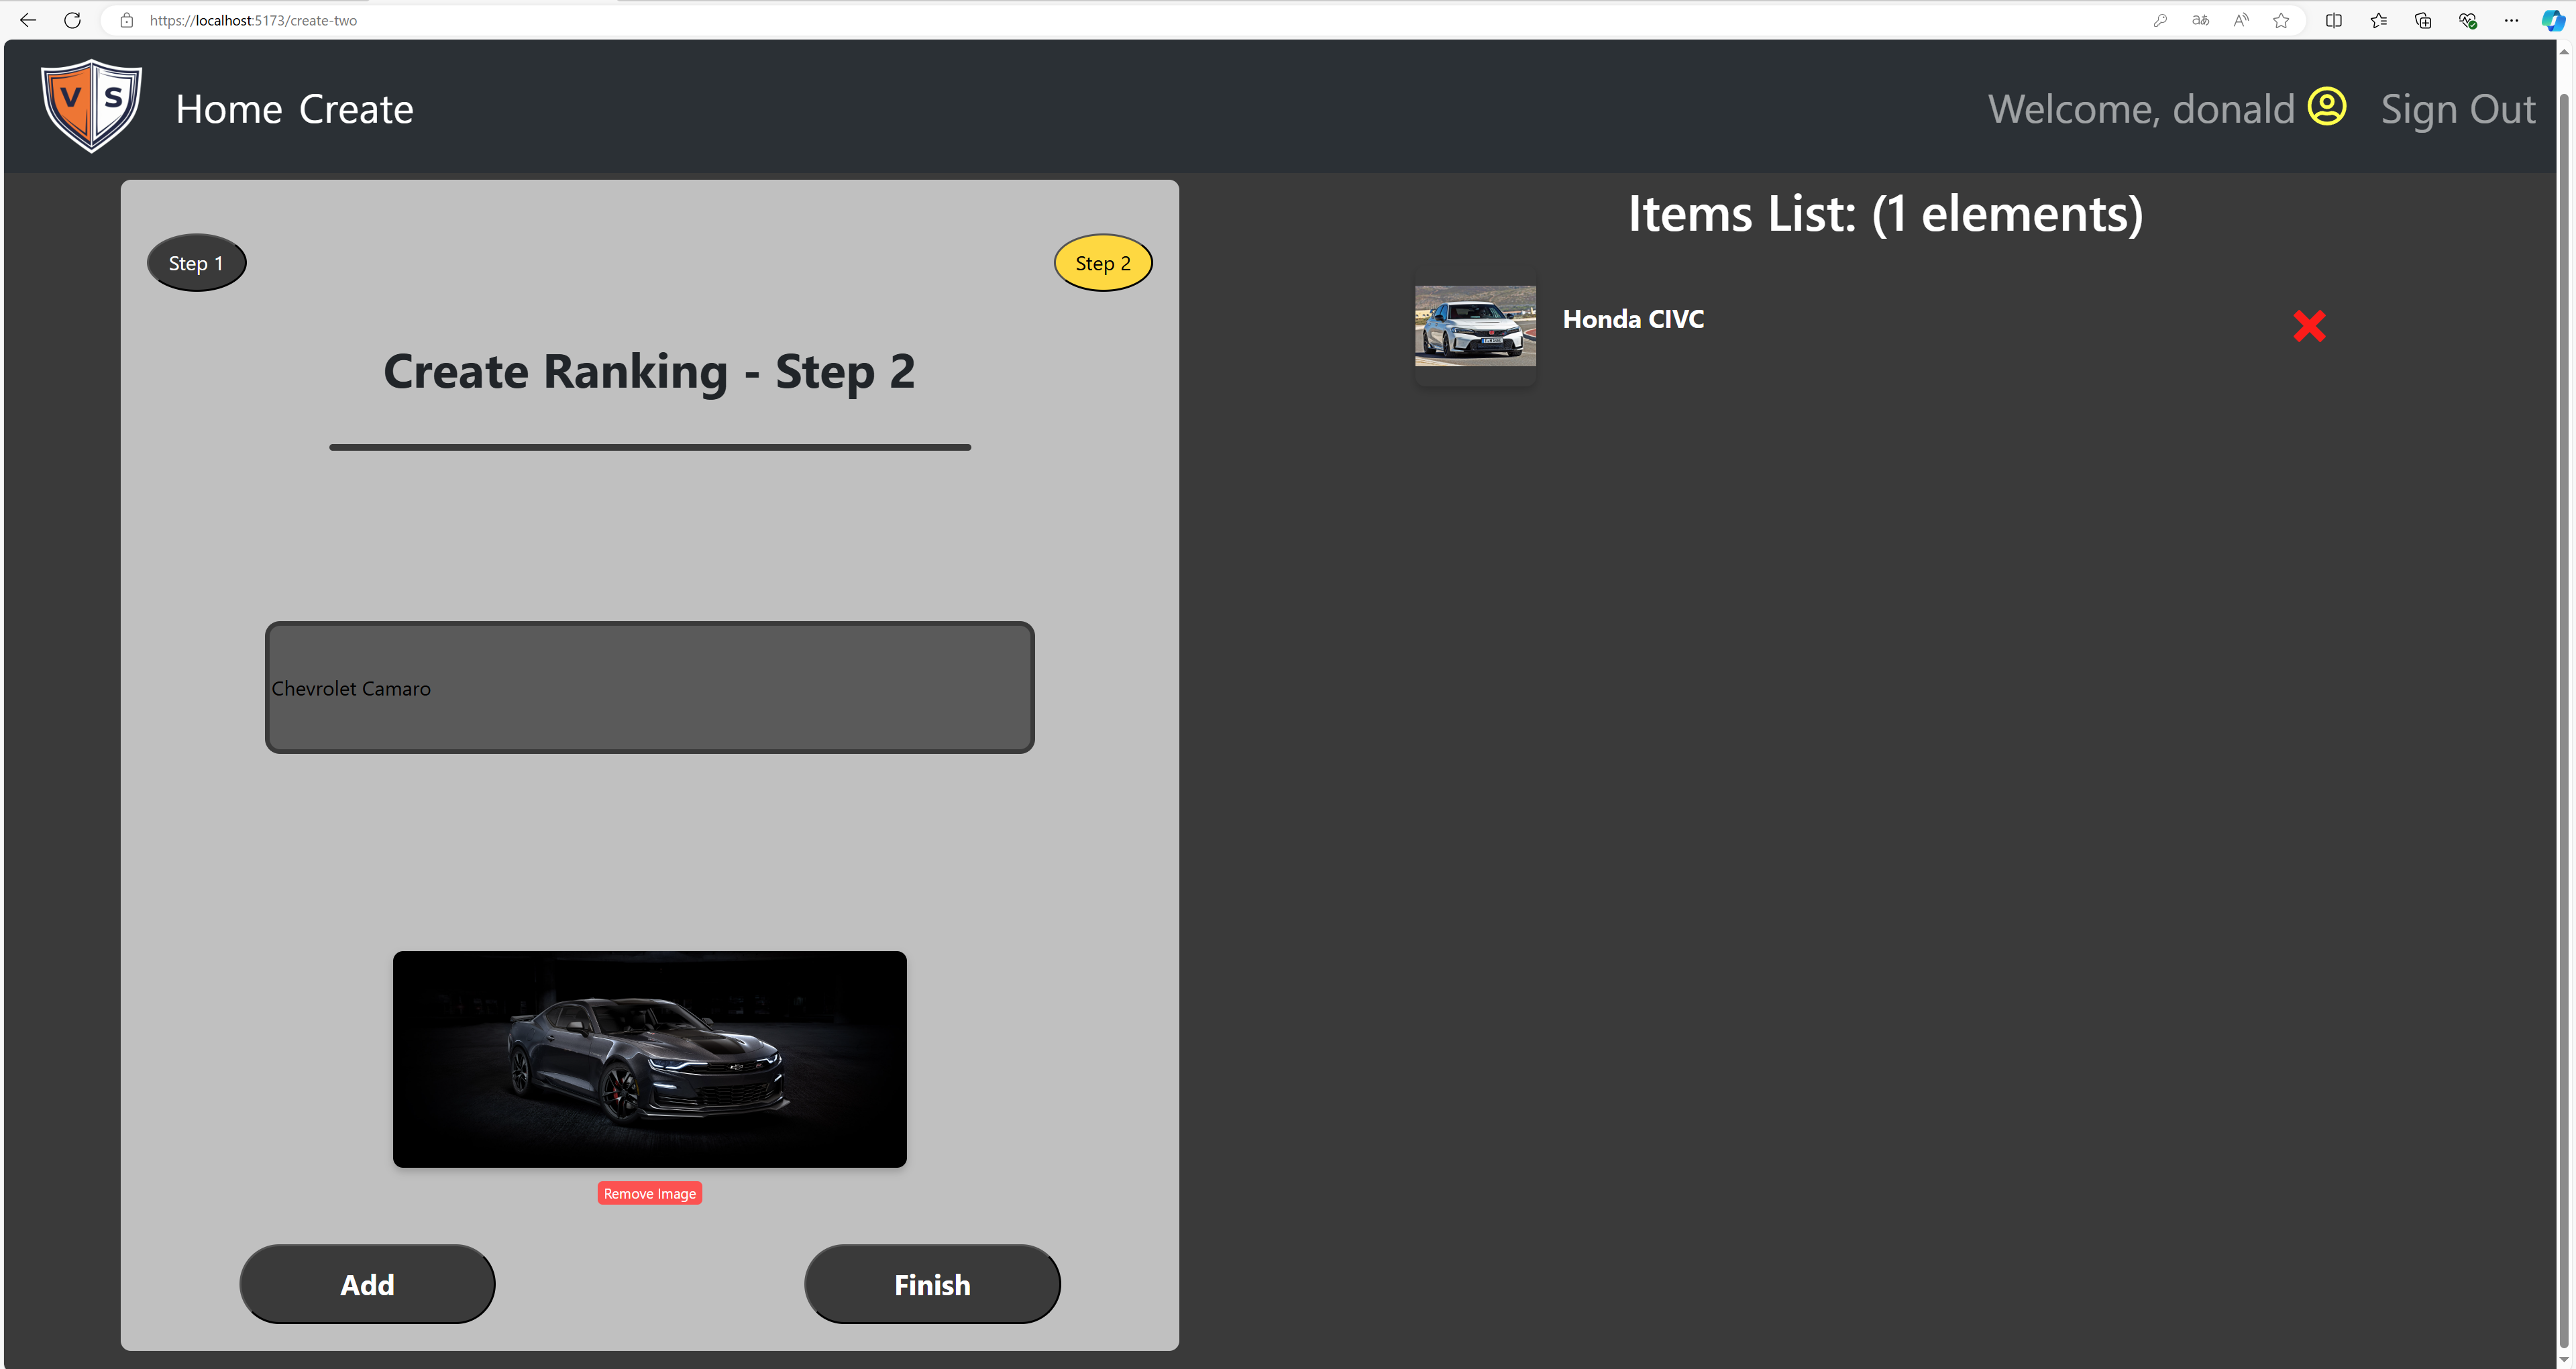 https://localhost:5173/create-two
V S
Home Create
Welcome, donald
Sign Out
Step 1
Step 2
Create Ranking - Step 2
Chevrolet Camaro
Remove Image
Add
Finish
Items List: (1 elements)
Honda CIVC